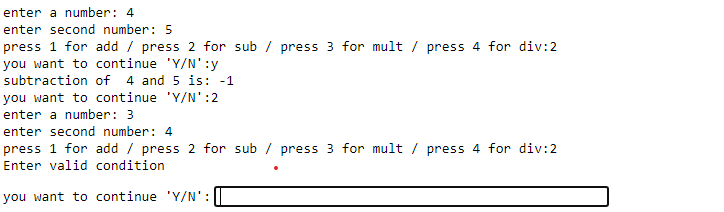 enter a number: 4
enter second number: 5
press 1 for add / press 2 for sub / press 3 for mult / press 4 for div:2
you want to continue 'Y/N':y
subtraction of  4 and 5 is: -1
you want to continue 'Y/N':2
enter a number: 3
enter second number: 4
press 1 for add / press 2 for sub / press 3 for mult / press 4 for div:2
Enter valid condition
you want to continue 'Y/N':